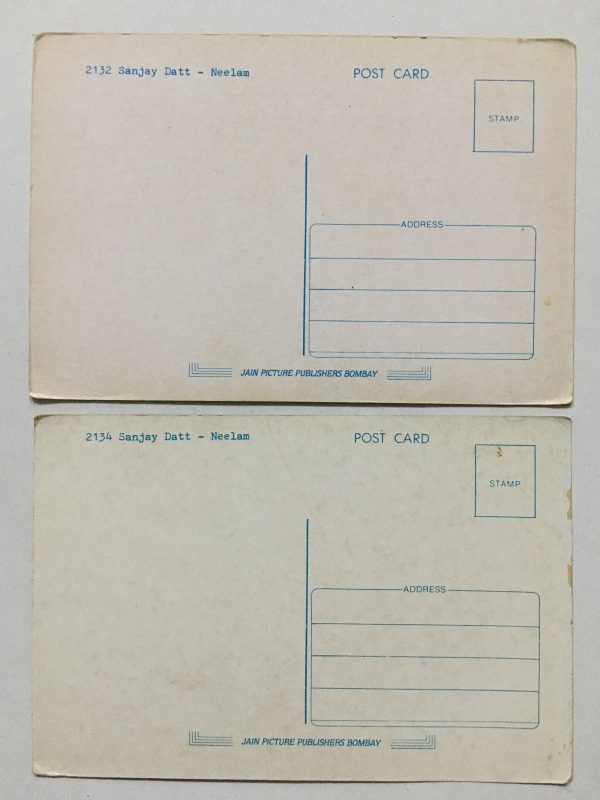 2132 Sanjay Datt - Neelam
POST CARD
STAMP
ADDRESS
JAIN PICTURE PUBLISHERS BOMBAY
2134 Sanjay Datt - Neelam
POST CARD
STAMP
ADDRESS
JAIN PICTURE PUBLISHERS BOMBAY